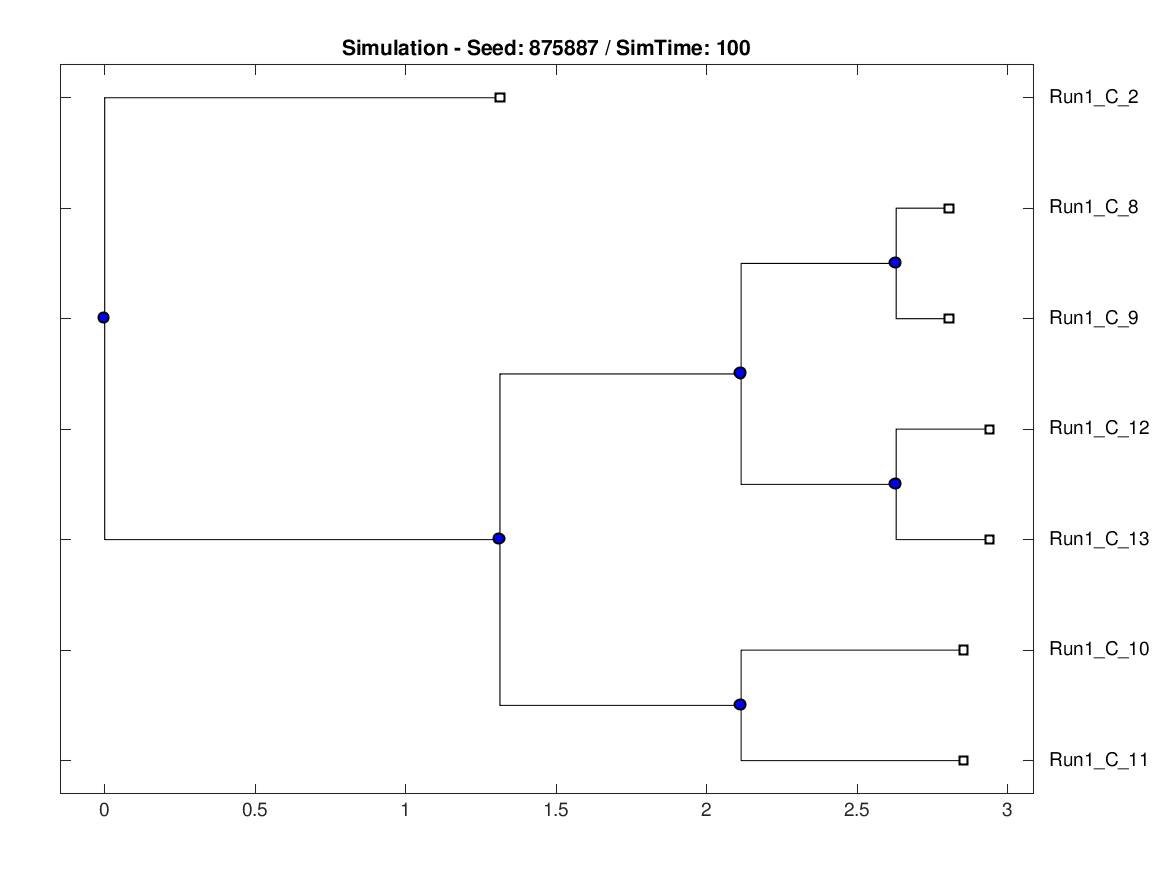 Simulation - Seed: 875887 / SimTime: 100
Run1_C_2
Run1_C_8
Run1_C_9
Run1_C_12
Run1_C_13
Run1_C_10
Run1_C_11
0 0.5 1 1.5 2 2.5 3